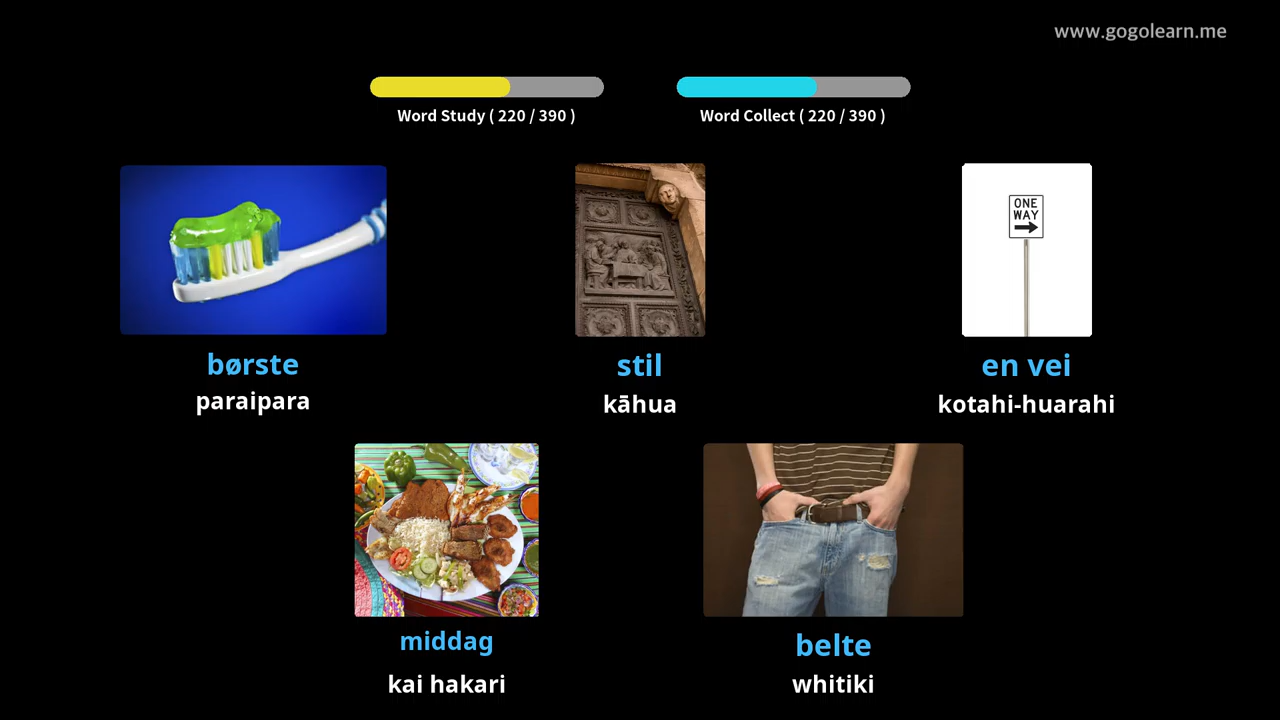 www.gogolearn.me
Word Study ( 220 / 390 )
Word Collect ( 220 / 390 )
ONE
WAY
børste
stil
en vei
paraipara
kāhua
kotahi-huarahi
middag
belte
kai hakari
whitiki